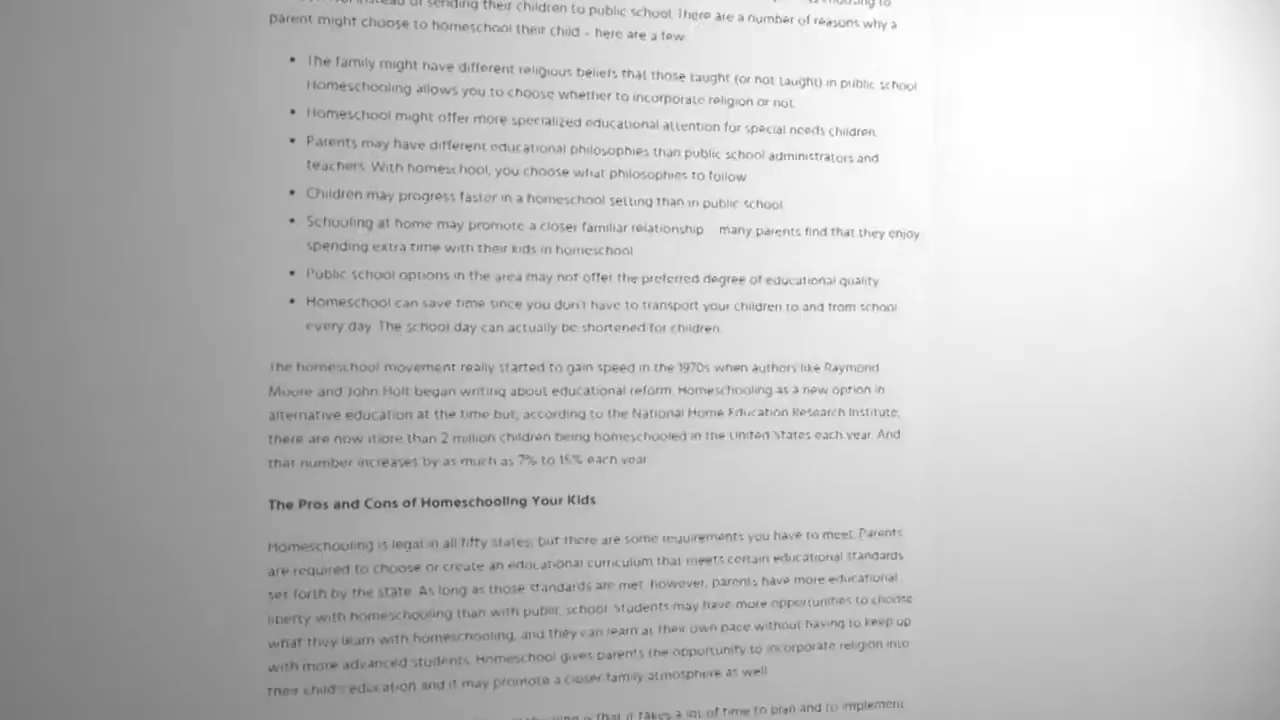 instead of sending their children to public school. There are a number of reasons why a
parent might choose to homeschool their child - here are a few.
• The family might have different religious beliefs that those taught (or not taught) in public school.
Homeschooling allows you to choose whether to incorporate religion or not.
• Homeschool might offer more specialized educational attention for special needs children.
• Parents may have different educational philosophies than public school administrators and
teachers. With homeschool, you choose what philosophies to follow.
• Children may progress faster in a homeschool setting than in public school.
• Schooling at home may promote a closer familiar relationship many parents find that they enjoy
spending extra time with their kids in homeschool.
• Public school options in the area may not offer the preferred degree of educational quality.
• Homeschool can save time since you don't have to transport your children to and from school
every day. The school day can actually be shortened for children.
The homeschool movement really started to gain speed in the 1970s when authors like Raymond
Moore and John Holt began writing about educational reform. Homeschooling as a new option in
alternative education at the time but, according to the National Home Education Research Institute,
there are now more than 2 million children being homeschooled in the United States each year. And
that number increases by as much as 7% to 15% each year.
The Pros and Cons of Homeschooling Your Kids
Homeschooling is legal in all fifty states, but there are some requirements you have to meet. Parents
are required to choose or create an educational curriculum that meets certain educational standards
set forth by the state. As long as those standards are met, however, parents have more educational
liberty with homeschooling than with public school. Students may have more opportunities to choose
what they learn with homeschooling, and they can learn at their own pace without having to keep up
with more advanced students. Homeschool gives parents the opportunity to incorporate religion into
their child's education and it may promote a closer family atmosphere as well.
is that it takes a lot of time to plan and to implement